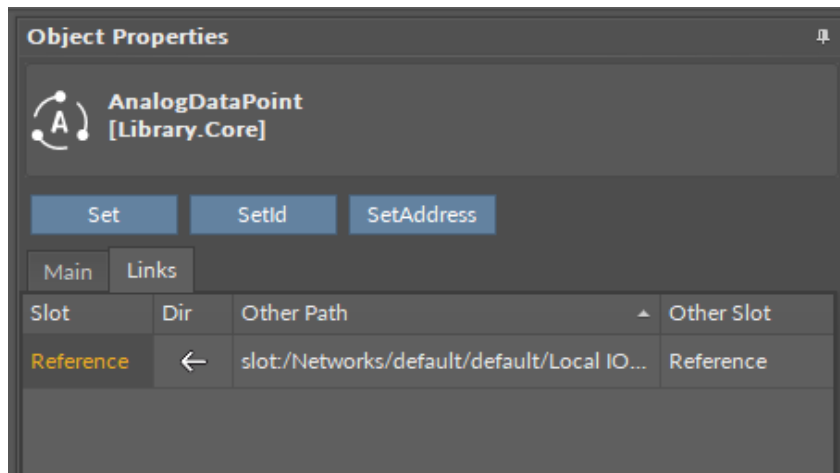 Object Properties
AnalogDataPoint
[Library.Core]
Set SetId SetAddress
Main Links
Slot Dir Other Path Other Slot
Reference slot:/Networks/default/default/Local IO... Reference